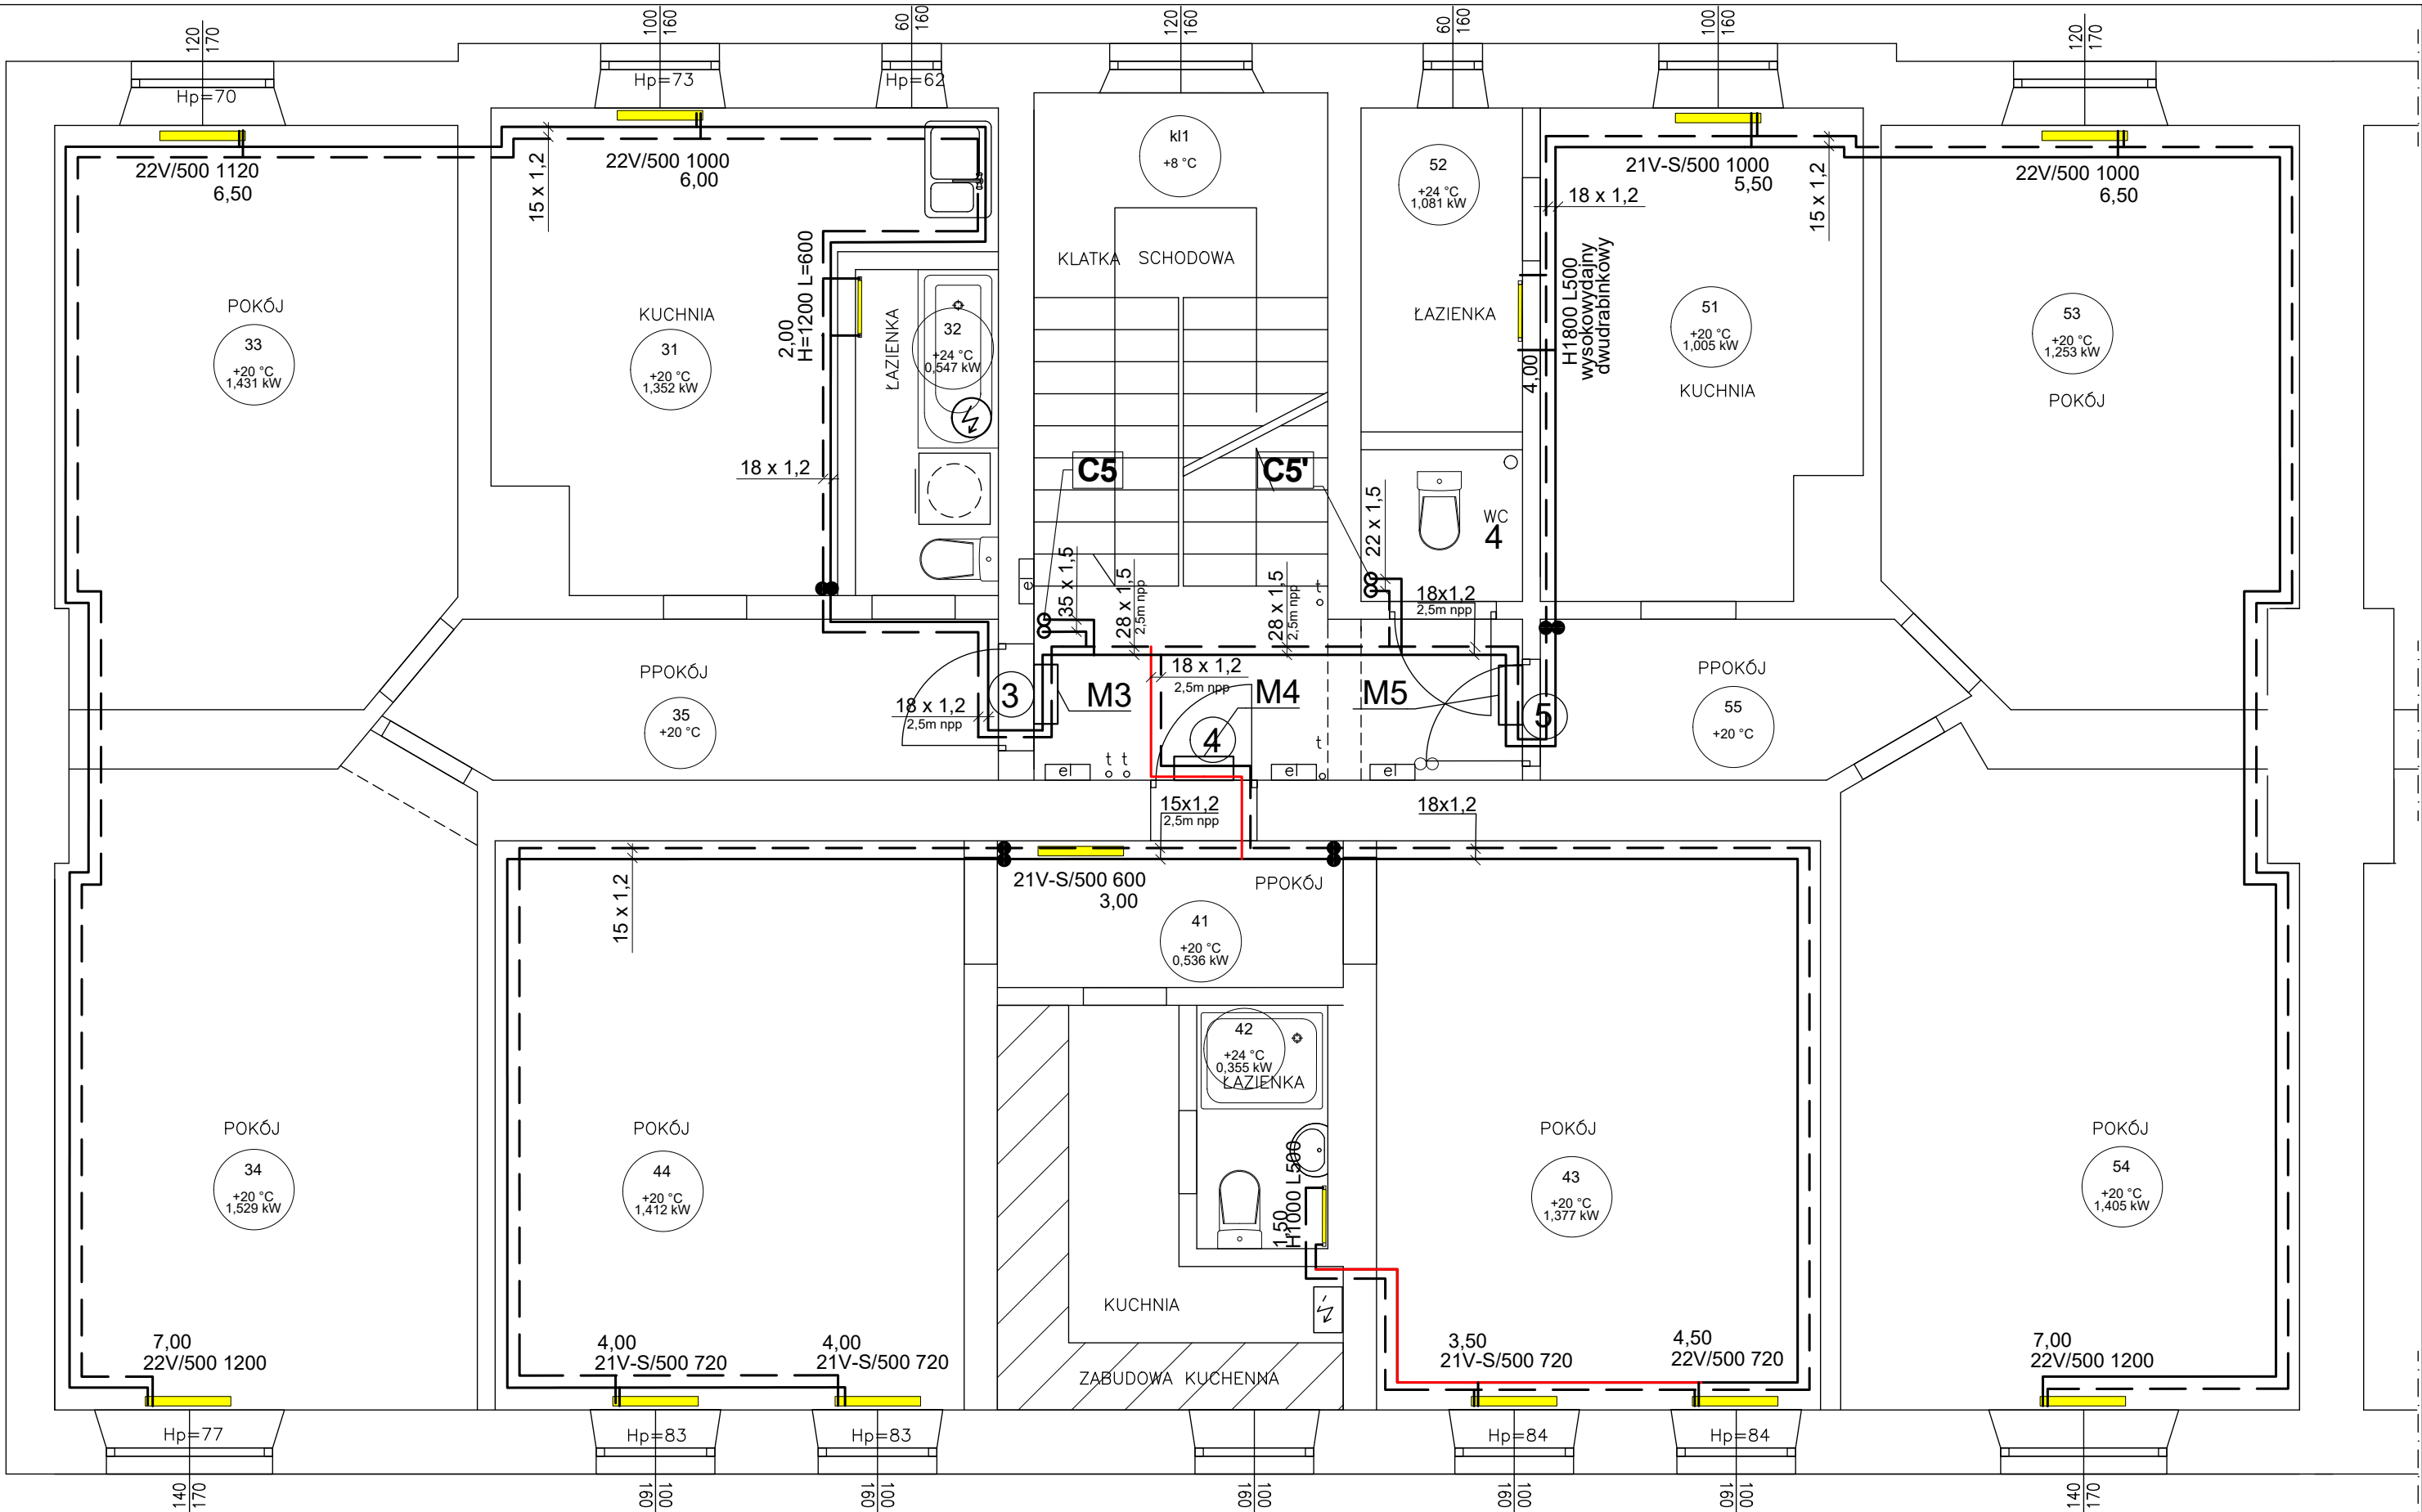 120
170
100
160
60
160
120
160
60
160
100
160
120
170
Hp=70
Hp=73
Hp=62
22V/500 1120
6,50
15 x 1,2
22V/500 1000
6,00
kl1
+8 °C
52
+24 °C
1,081 kW
21V-S/500 1000
5,50
18 x 1,2
15 x 1,2
22V/500 1000
6,50
KLATKA SCHODOWA
POKÓJ
33
+20 °C
1,431 kW
KUCHNIA
31
+20 °C
1,352 kW
2,00
H=1200 L=600
ŁAZIENKA
32
+24 °C
0,547 kW
ŁAZIENKA
4,00
H1800 L500
wysokowydajny
dwudrabinkowy
51
+20 °C
1,005 kW
KUCHNIA
53
+20 °C
1,253 kW
POKÓJ
18 x 1,2
C5
C5'
22 x 1,5
WC
4
el
35 x 1,5
28 x 1,5
2,5m npp
28 x 1,5
2,5m npp
t
18x1,2
2,5m npp
PPOKÓJ
35
+20 °C
18 x 1,2
2,5m npp
3
M3
18 x 1,2
2,5m npp
M4
4
M5
5
PPOKÓJ
55
+20 °C
el
t t
el
t
el
15x1,2
2,5m npp
18x1,2
15 x 1,2
21V-S/500 600
3,00
PPOKÓJ
41
+20 °C
0,536 kW
42
+24 °C
0,355 kW
ŁAZIENKA
POKÓJ
34
+20 °C
1,529 kW
POKÓJ
44
+20 °C
1,412 kW
1,50
H1000 L500
POKÓJ
43
+20 °C
1,377 kW
POKÓJ
54
+20 °C
1,405 kW
KUCHNIA
7,00
22V/500 1200
4,00
21V-S/500 720
4,00
21V-S/500 720
ZABUDOWA KUCHENNA
3,50
21V-S/500 720
4,50
22V/500 720
7,00
22V/500 1200
Hp=77
Hp=83
Hp=83
Hp=84
Hp=84
140
170
160
100
160
100
160
100
160
100
160
100
140
170